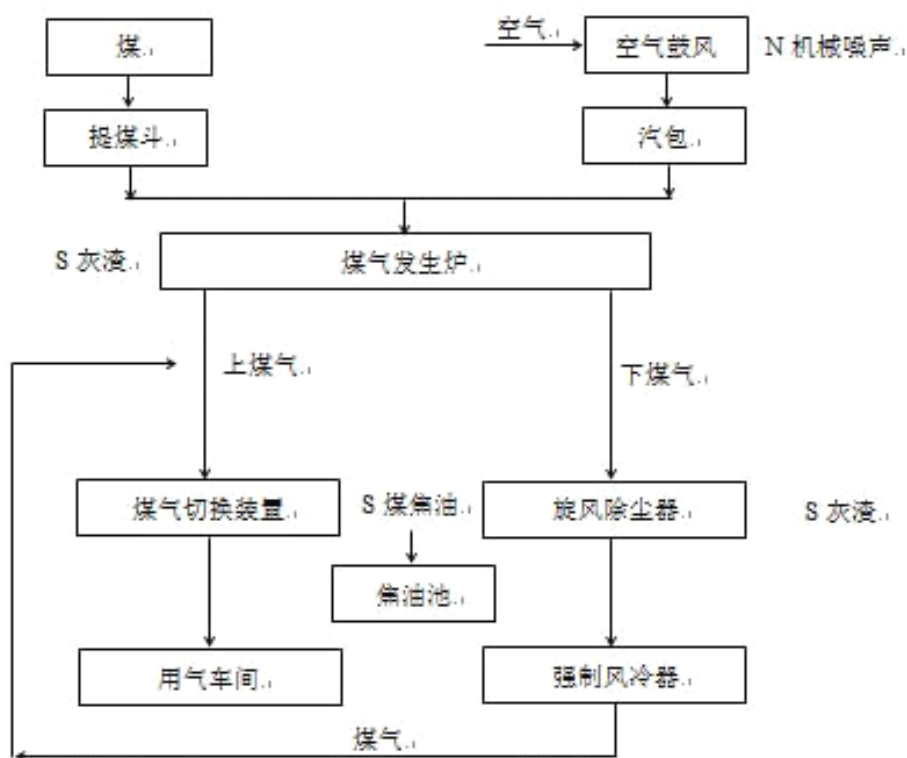 煤
空气
空气鼓风
N 机械噪声
提煤斗
汽包
S 灰渣
煤气发生炉
上煤气
下煤气
煤气切换装置
S 煤焦油
旋风除尘器
S 灰渣
焦油池
用气车间
强制风冷器
煤气